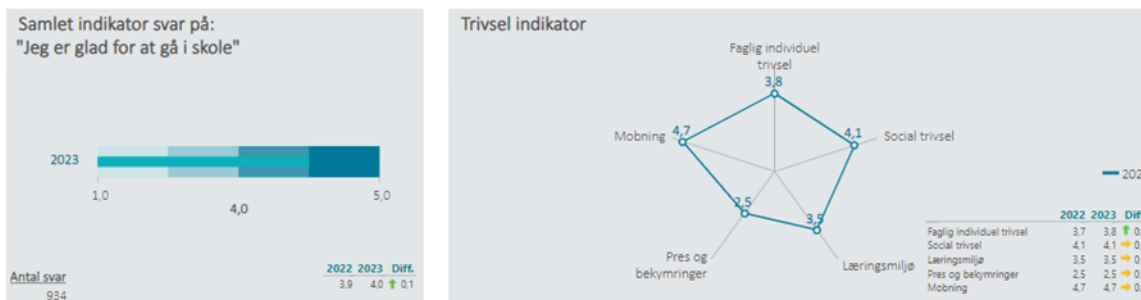 Samlet indikator svar på:
"Jeg er glad for at gå i skole"
2023
1,0
5,0
4,0
2022 2023 Diff.
3,9 4,0 0,1
Antal svar
934
Trivsel indikator
Faglig individuel
trivsel
3,8
4,7
Mobning
4,1
Social trivsel
2,5
3,5
Pres og
bekymringer
Læringsmiljø
2022 2023
Faglig individuel trivsel 3,7 3,8
Social trivsel 4,1 4,1
Læringsmiljø 3,5 3,5
Pres og bekymringer 2,5 2,5
Mobning 4,7 4,7